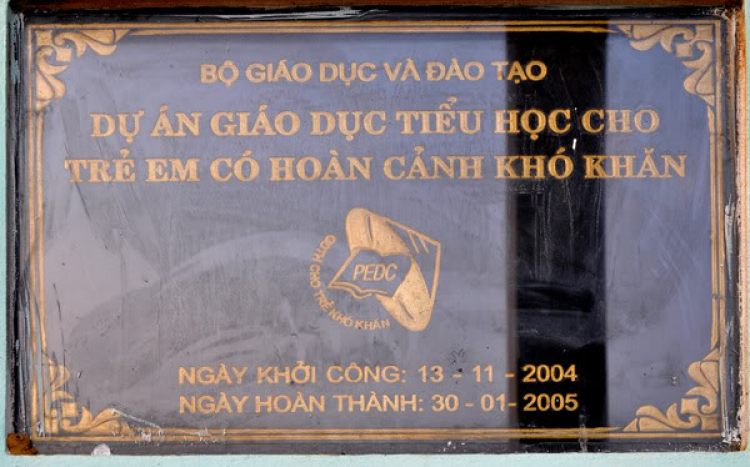 BỘ GIÁO DỤC VÀ ĐÀO TẠO
DỰ ÁN GIÁO DỤC TIỂU HỌC CHO
TRẺ EM CÓ HOÀN CẢNH KHÓ KHĂN
PEDC
CHO TRẺ KHÓ KHĂN
NGÀY KHỞI CÔNG: 13 - 11 - 2004
NGÀY HOÀN THÀNH: 30 - 01- 2005